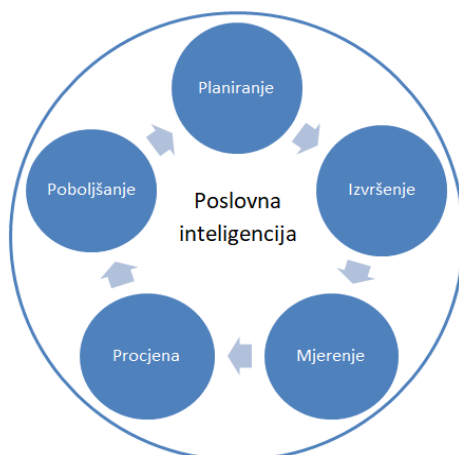 Planiranje
Izvršenje
Mjerenje
Procjena
Poboljšanje
Poslovna
inteligencija